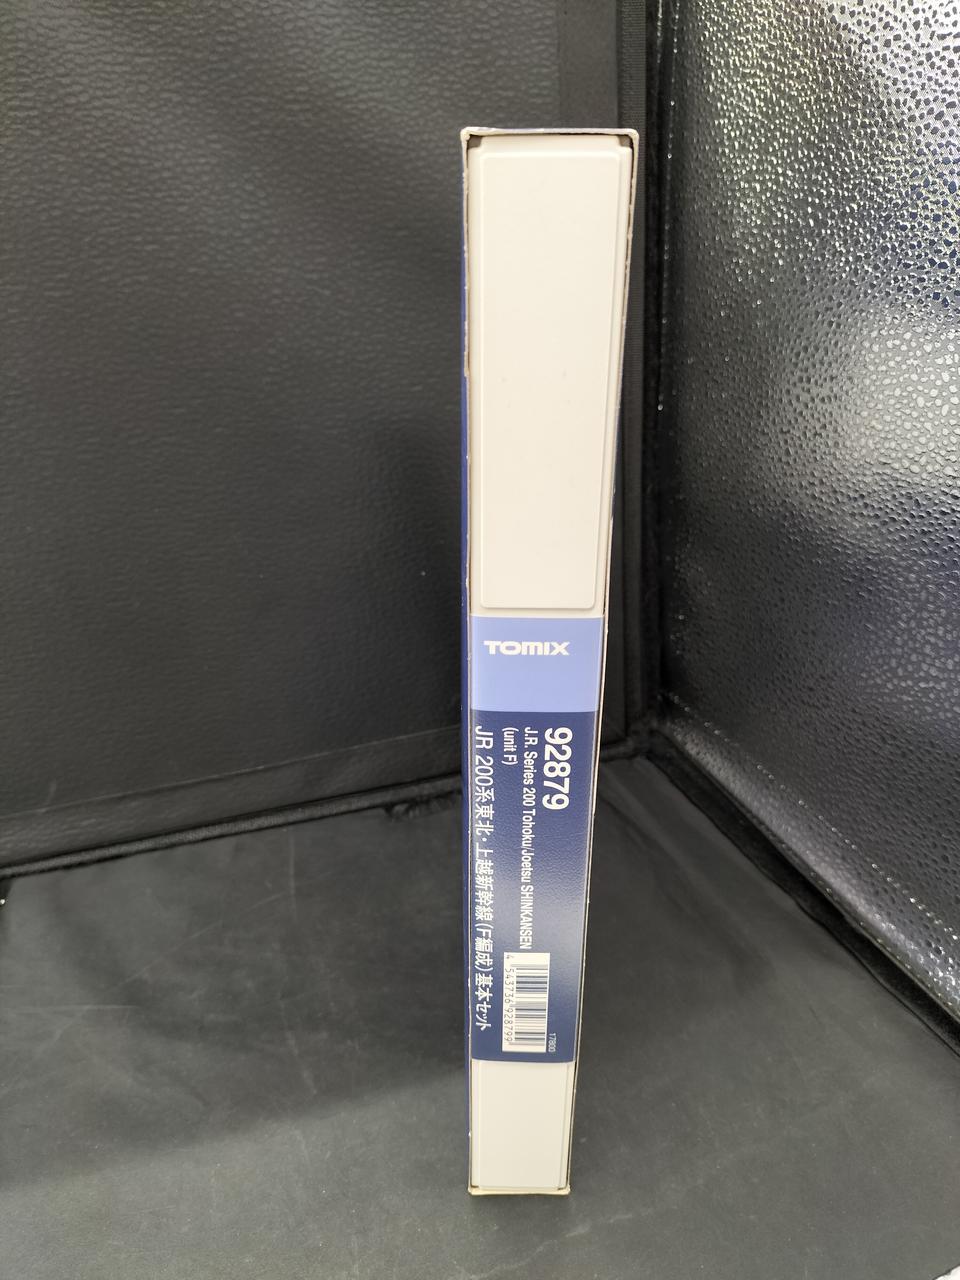 TOMIX
92879
J.R. Series 200 Tohoku/Joetsu SHINKANSEN
(unit F)
JR 200系東北・上越新幹線(F編成)基本セット
4 543736 928799
17800